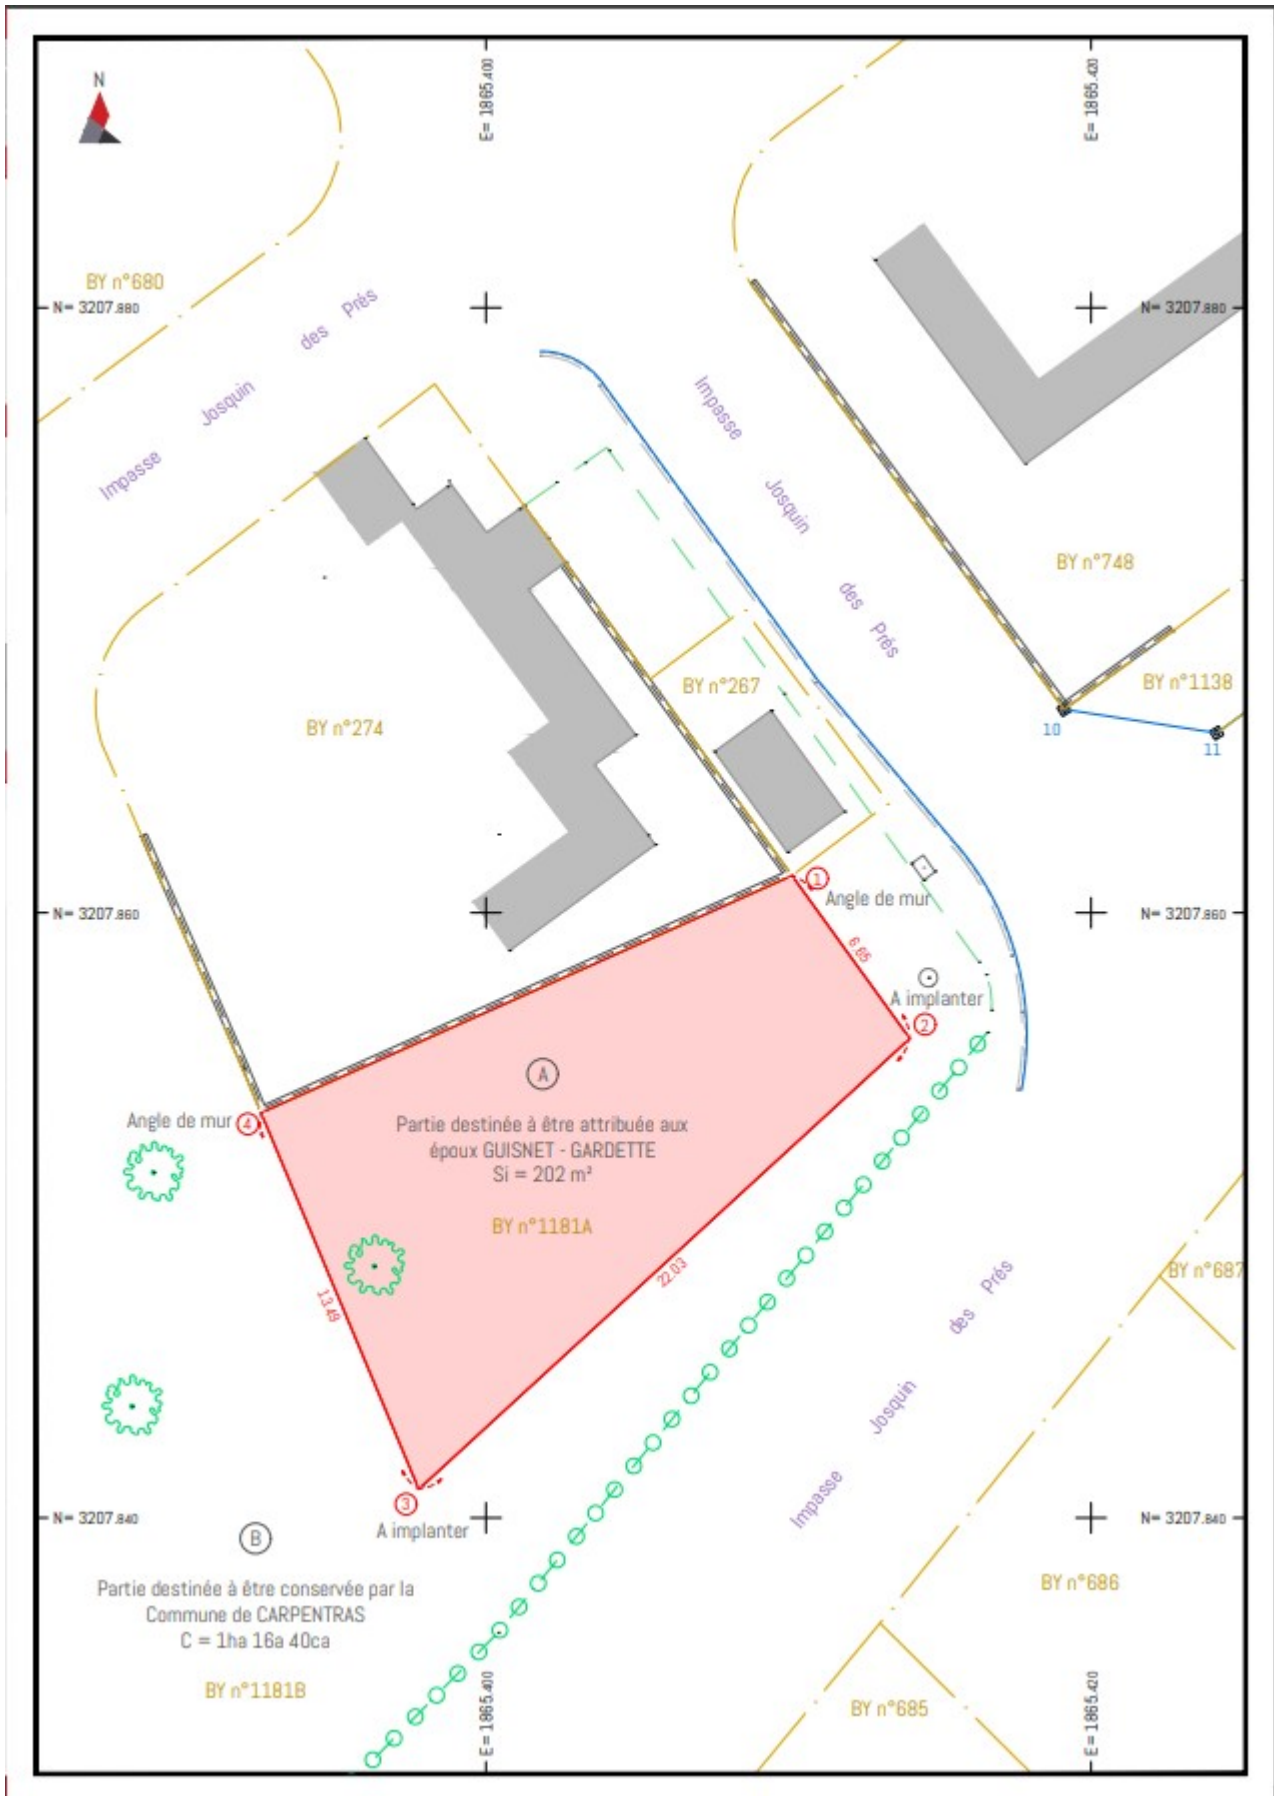 N
E= 1865.400
E= 1865.420
BY n°680
N= 3207.880
N= 3207.880
Impasse Josquin des Prés
Impasse Josquin des Prés
BY n°748
BY n°267
BY n°1138
BY n°274
10
11
1
Angle de mur
N= 3207.860
N= 3207.860
6.65
A implanter
2
A
Angle de mur
4
Partie destinée à être attribuée aux
époux GUISNET - GARDETTE
Si = 202 m²
BY n°1181A
22.03
13.49
BY n°687
Impasse Josquin des Prés
3
A implanter
N= 3207.840
N= 3207.840
B
Partie destinée à être conservée par la
Commune de CARPENTRAS
C = 1ha 16a 40ca
BY n°1181B
BY n°686
BY n°685
E= 1865.400
E= 1865.420